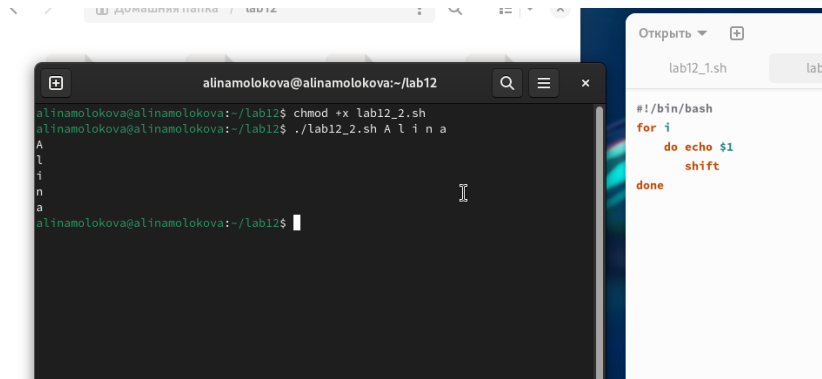 Домашняя папка / lab12
alinamolokova@alinamolokova:~/lab12
alinamolokova@alinamolokova:~/lab12$ chmod +x lab12_2.sh
alinamolokova@alinamolokova:~/lab12$ ./lab12_2.sh A l i n a
A
l
i
n
a
alinamolokova@alinamolokova:~/lab12$
Открыть
lab12_1.sh
lab
#!/bin/bash
for i
do echo $1
shift
done